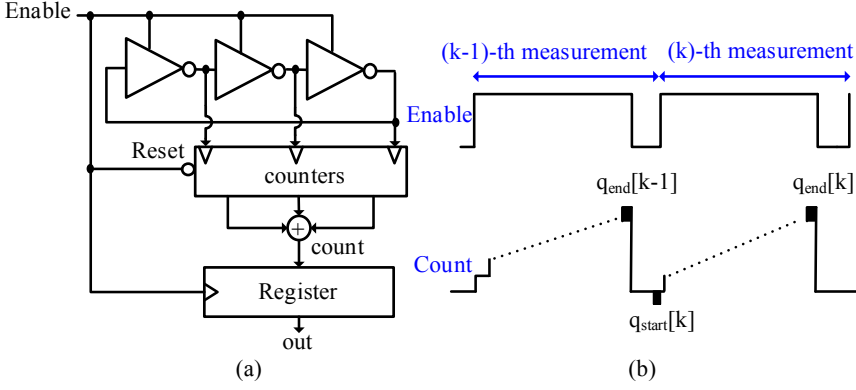 Enable
Reset
counters
+
count
Register
out
(a)
(k-1)-th measurement
(k)-th measurement
Enable
q_end[k-1]
q_end[k]
Count
q_start[k]
(b)